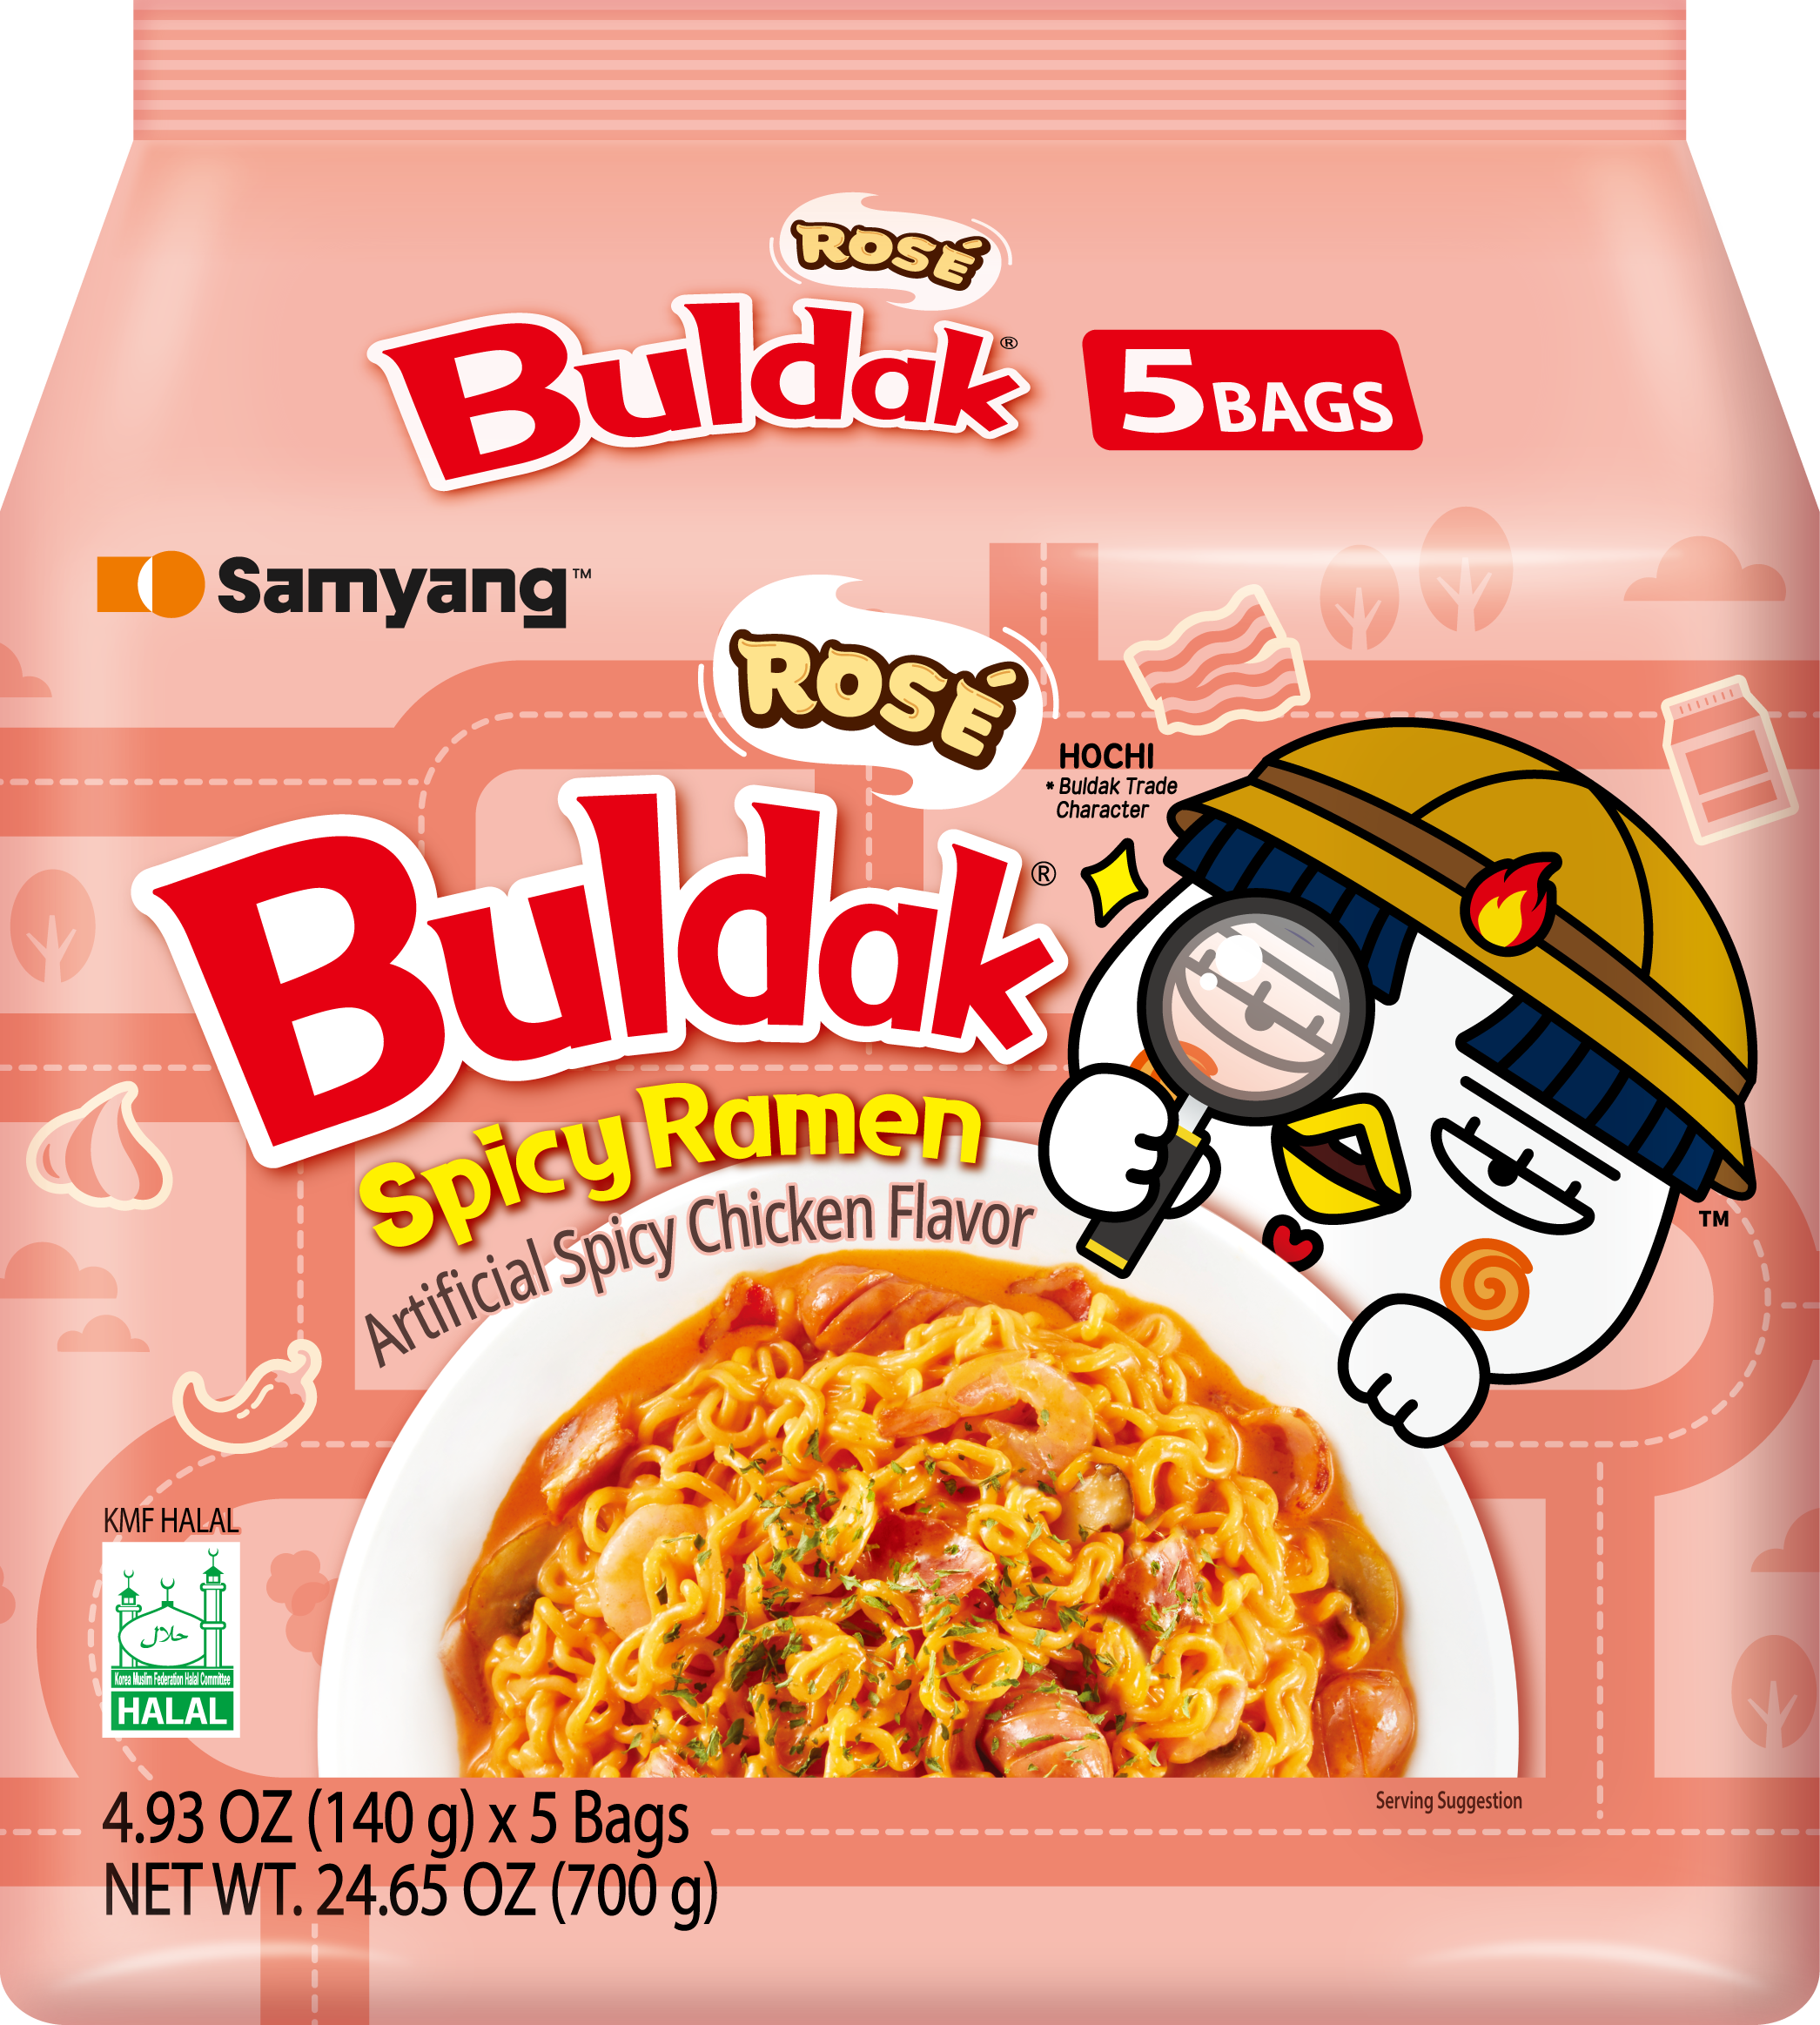 ROSÉ
Buldak®
5 BAGS
Samyang™
ROSÉ
HOCHI
* Buldak Trade
Character
Buldak®
Spicy Ramen
Artificial Spicy Chicken Flavor
™
KMF HALAL
حلال
Korea Muslim Federation Halal Committee
HALAL
Serving Suggestion
4.93 OZ (140 g) x 5 Bags
NET WT. 24.65 OZ (700 g)